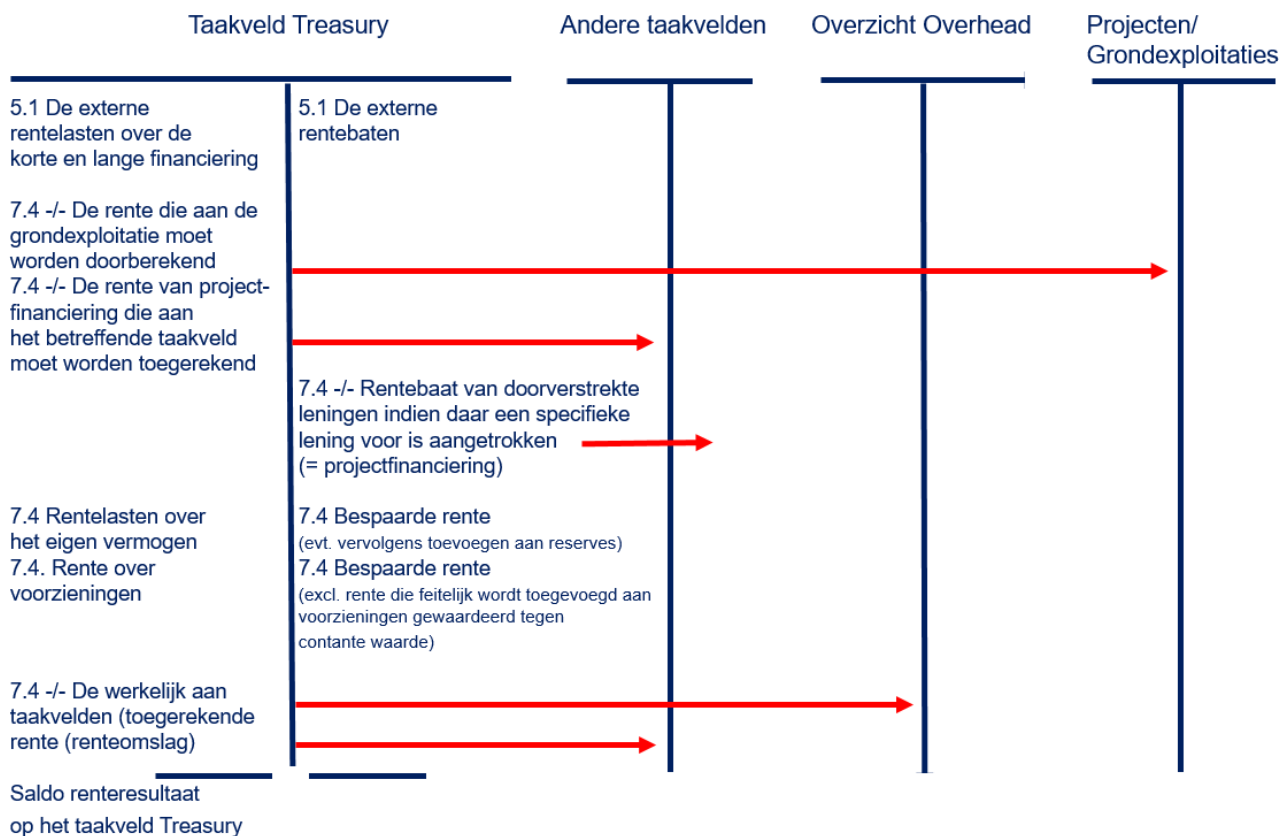 Taakveld Treasury
Andere taakvelden
Overzicht Overhead
Projecten/
Grondexploitaties
5.1 De externe
rentelasten over de
korte en lange financiering
5.1 De externe
rentebaten
7.4 -/- De rente die aan de
grondexploitatie moet
worden doorberekend
7.4 -/- De rente van project-
financiering die aan
het betreffende taakveld
moet worden toegerekend
7.4 -/- Rentebaat van doorverstrekte
leningen indien daar een specifieke
lening voor is aangetrokken
(= projectfinanciering)
7.4 Rentelasten over
het eigen vermogen
7.4. Rente over
voorzieningen
7.4 Bespaarde rente
(evt. vervolgens toevoegen aan reserves)
7.4 Bespaarde rente
(excl. rente die feitelijk wordt toegevoegd aan
voorzieningen gewaardeerd tegen
contante waarde)
7.4 -/- De werkelijk aan
taakvelden (toegerekende
rente (renteomslag)
Saldo renteresultaat
op het taakveld Treasury